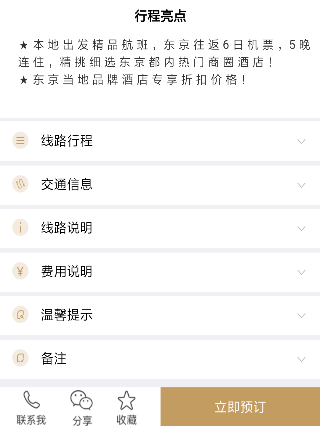 行程亮点
★本地出发精品航班，东京往返6日机票，5晚
连住，精挑细选东京都内热门商圈酒店！
★东京当地品牌酒店专享折扣价格！
线路行程
交通信息
线路说明
费用说明
温馨提示
备注
联系我 分享 收藏 立即预订